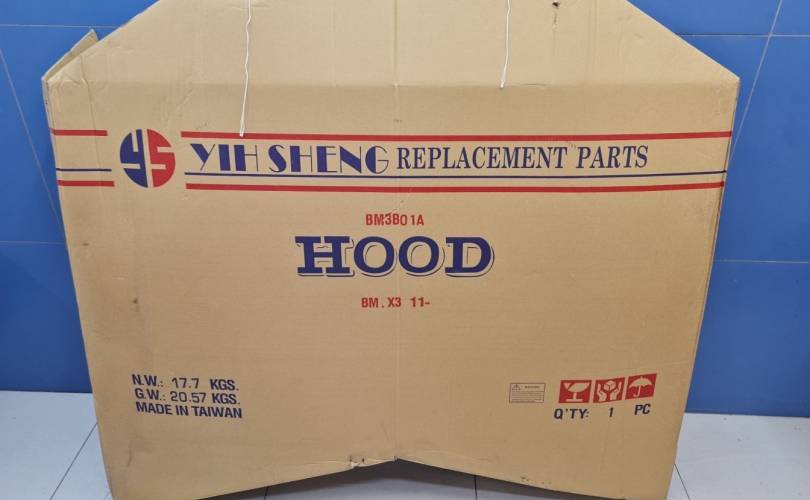 YS YIH SHENG REPLACEMENT PARTS
BM3B01A
HOOD
BM.X3 11-
N.W.: 17.7 KGS.
G.W.: 20.57 KGS.
MADE IN TAIWAN
Q'TY: 1 PC